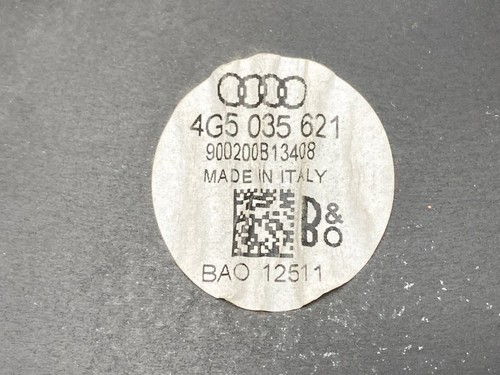 4G5 035 621
900200B13408
MADE IN ITALY
B&O
BAO 12511